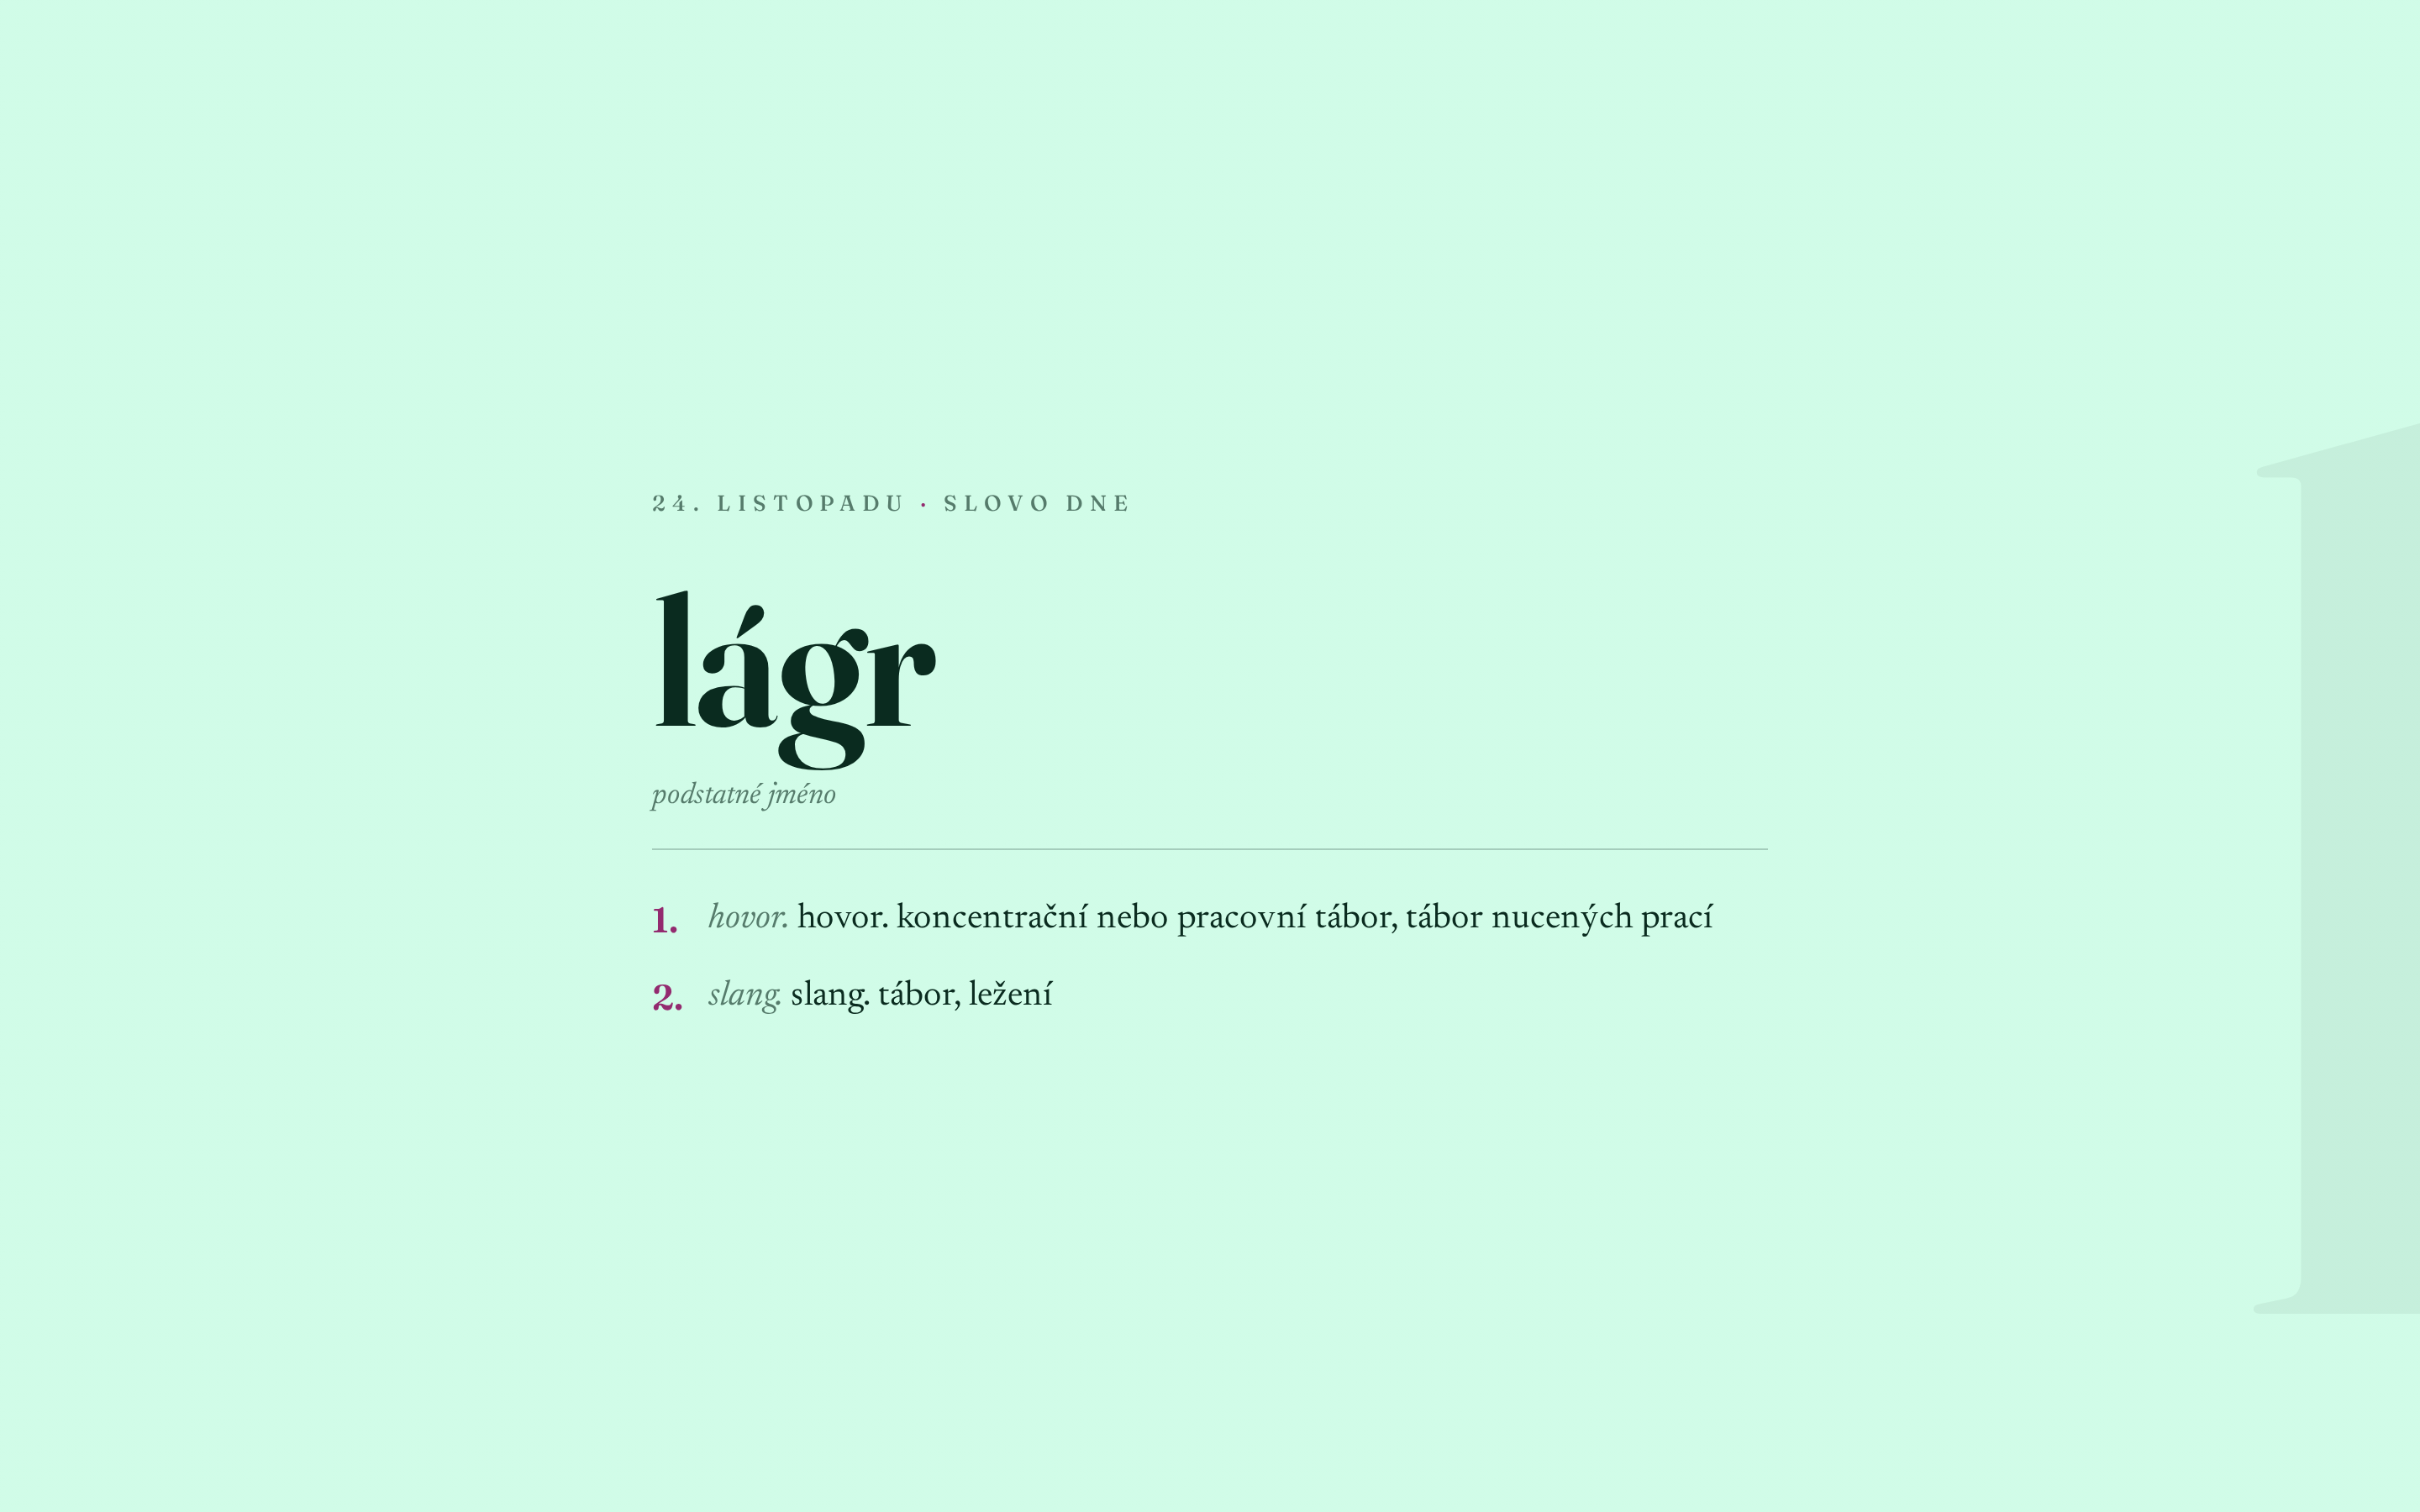 24. LISTOPADU · SLOVO DNE
lágr
podstatné jméno
1. hovor. hovor. koncentrační nebo pracovní tábor, tábor nucených prací
2. slang. slang. tábor, ležení